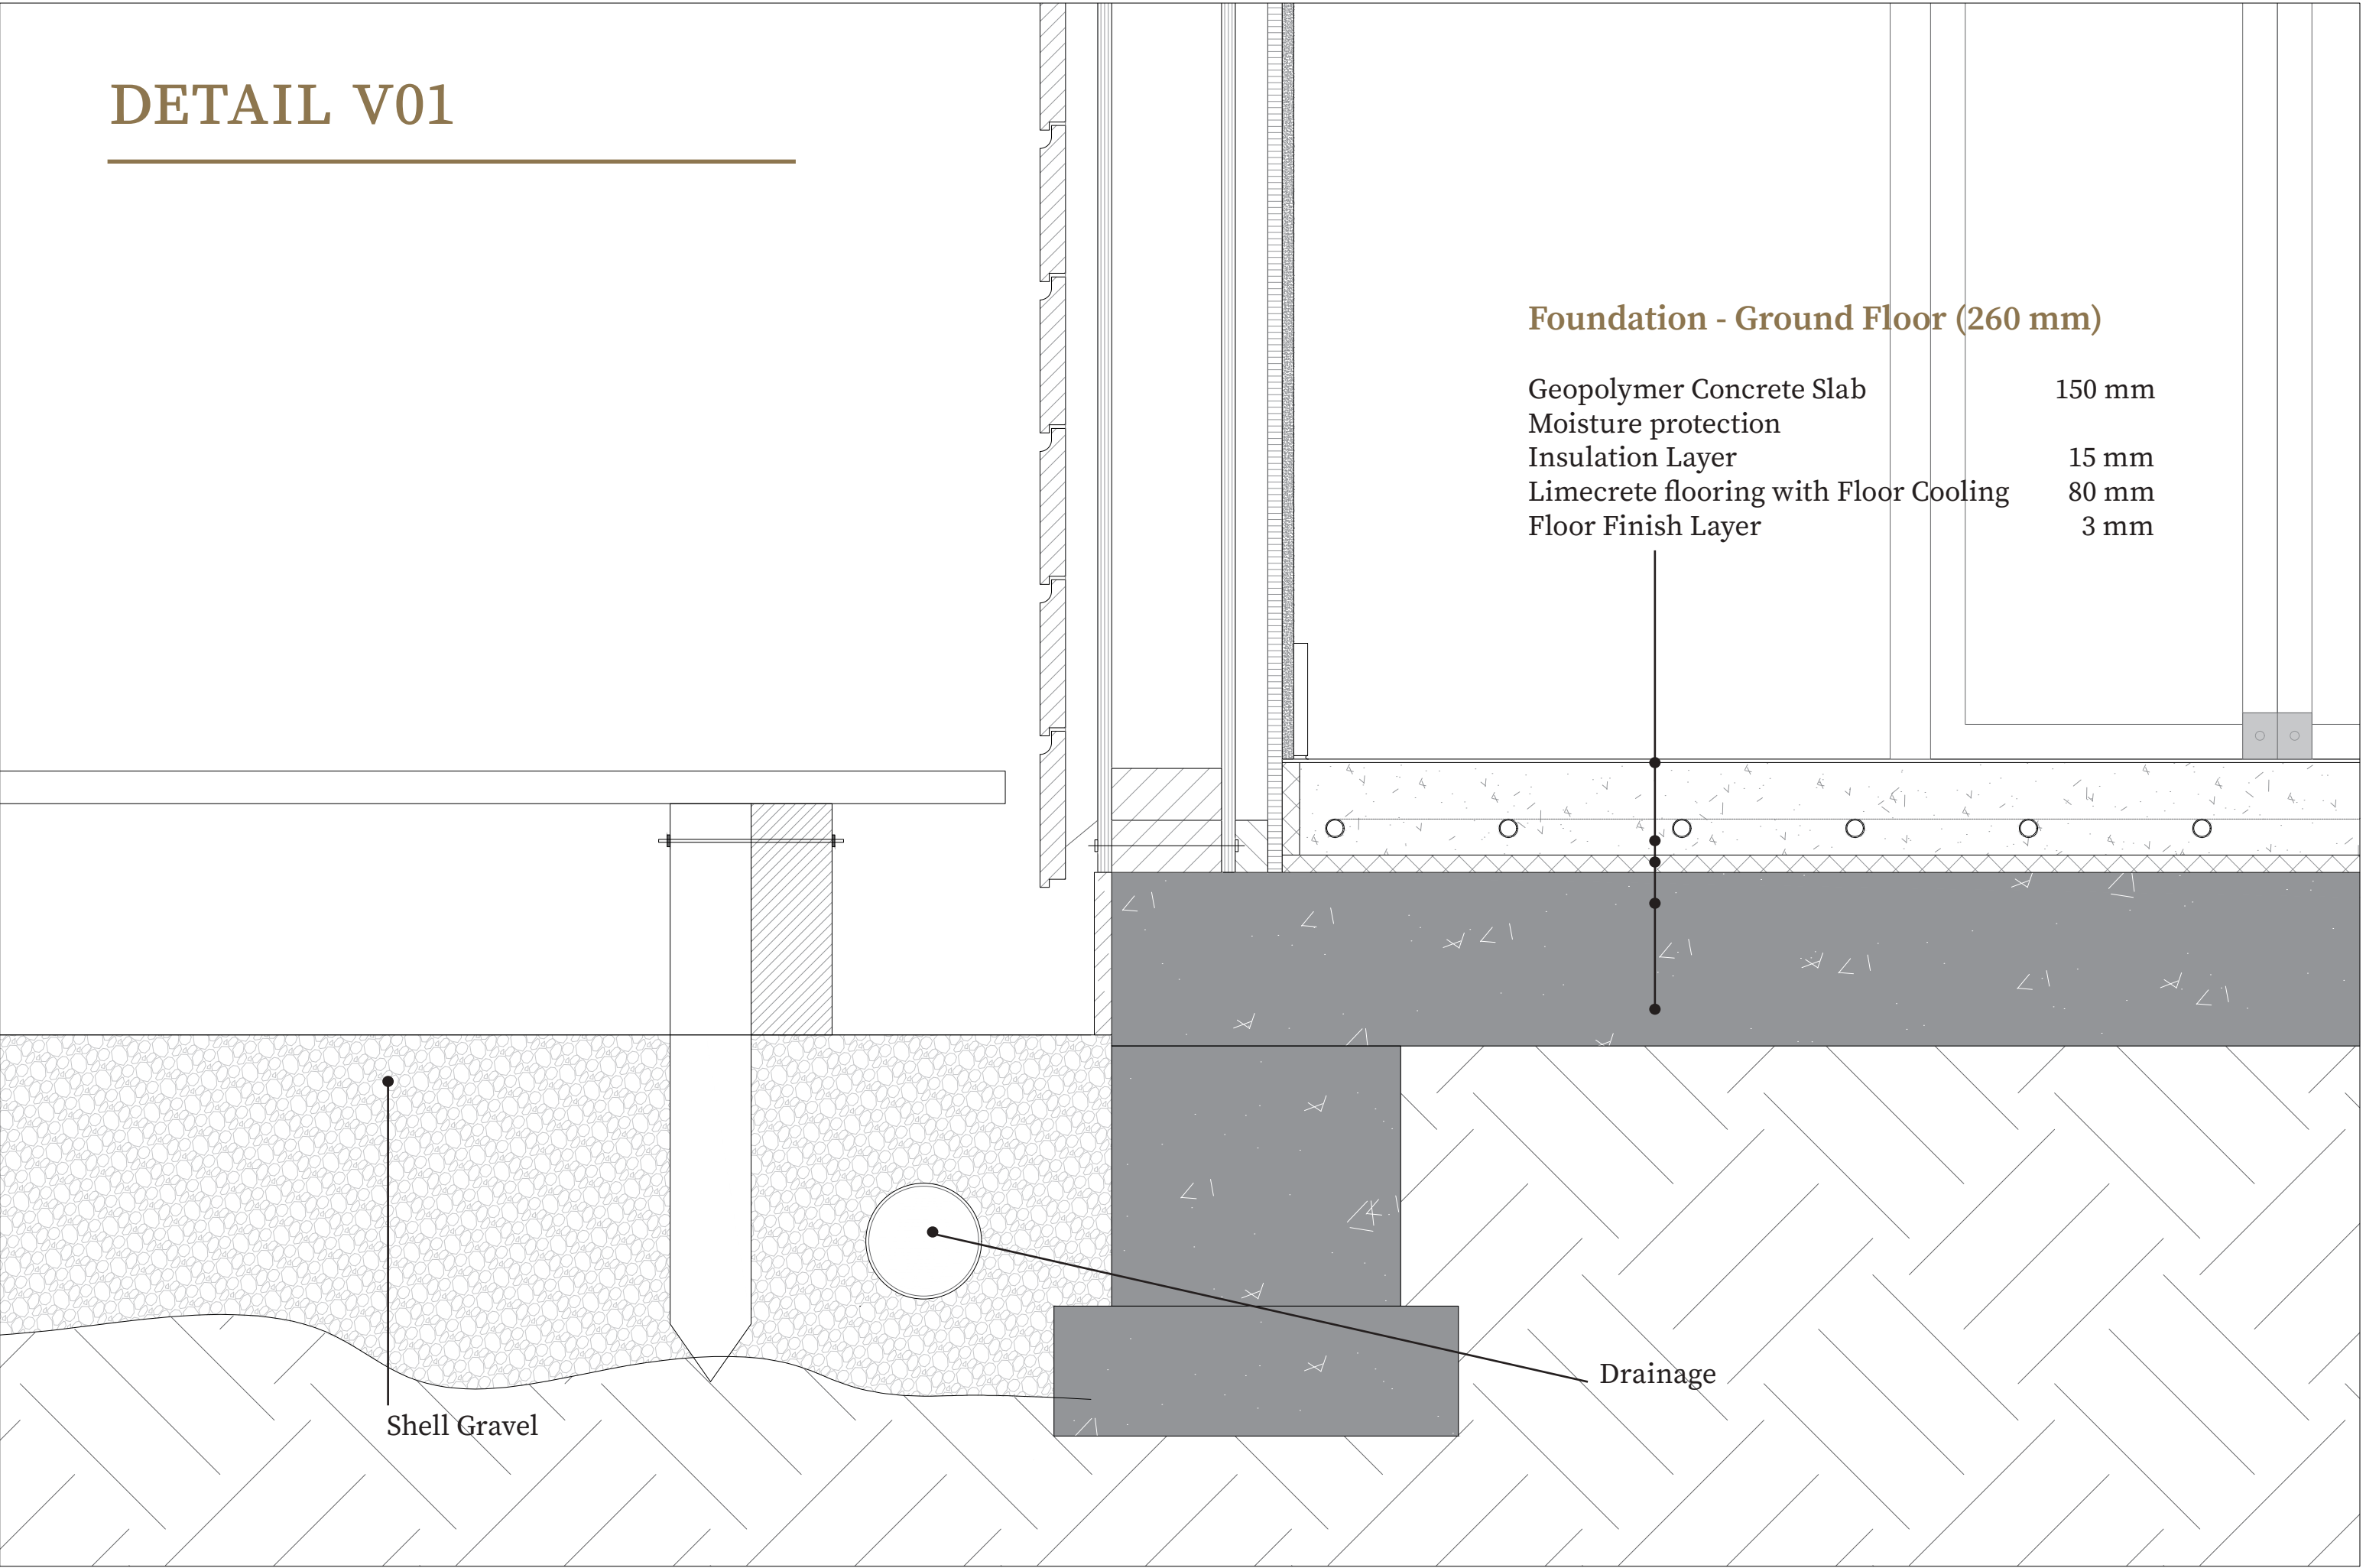 DETAIL V01
Foundation - Ground Floor (260 mm)
Geopolymer Concrete Slab 150 mm
Moisture protection
Insulation Layer 15 mm
Limecrete flooring with Floor Cooling 80 mm
Floor Finish Layer 3 mm
Drainage
Shell Gravel